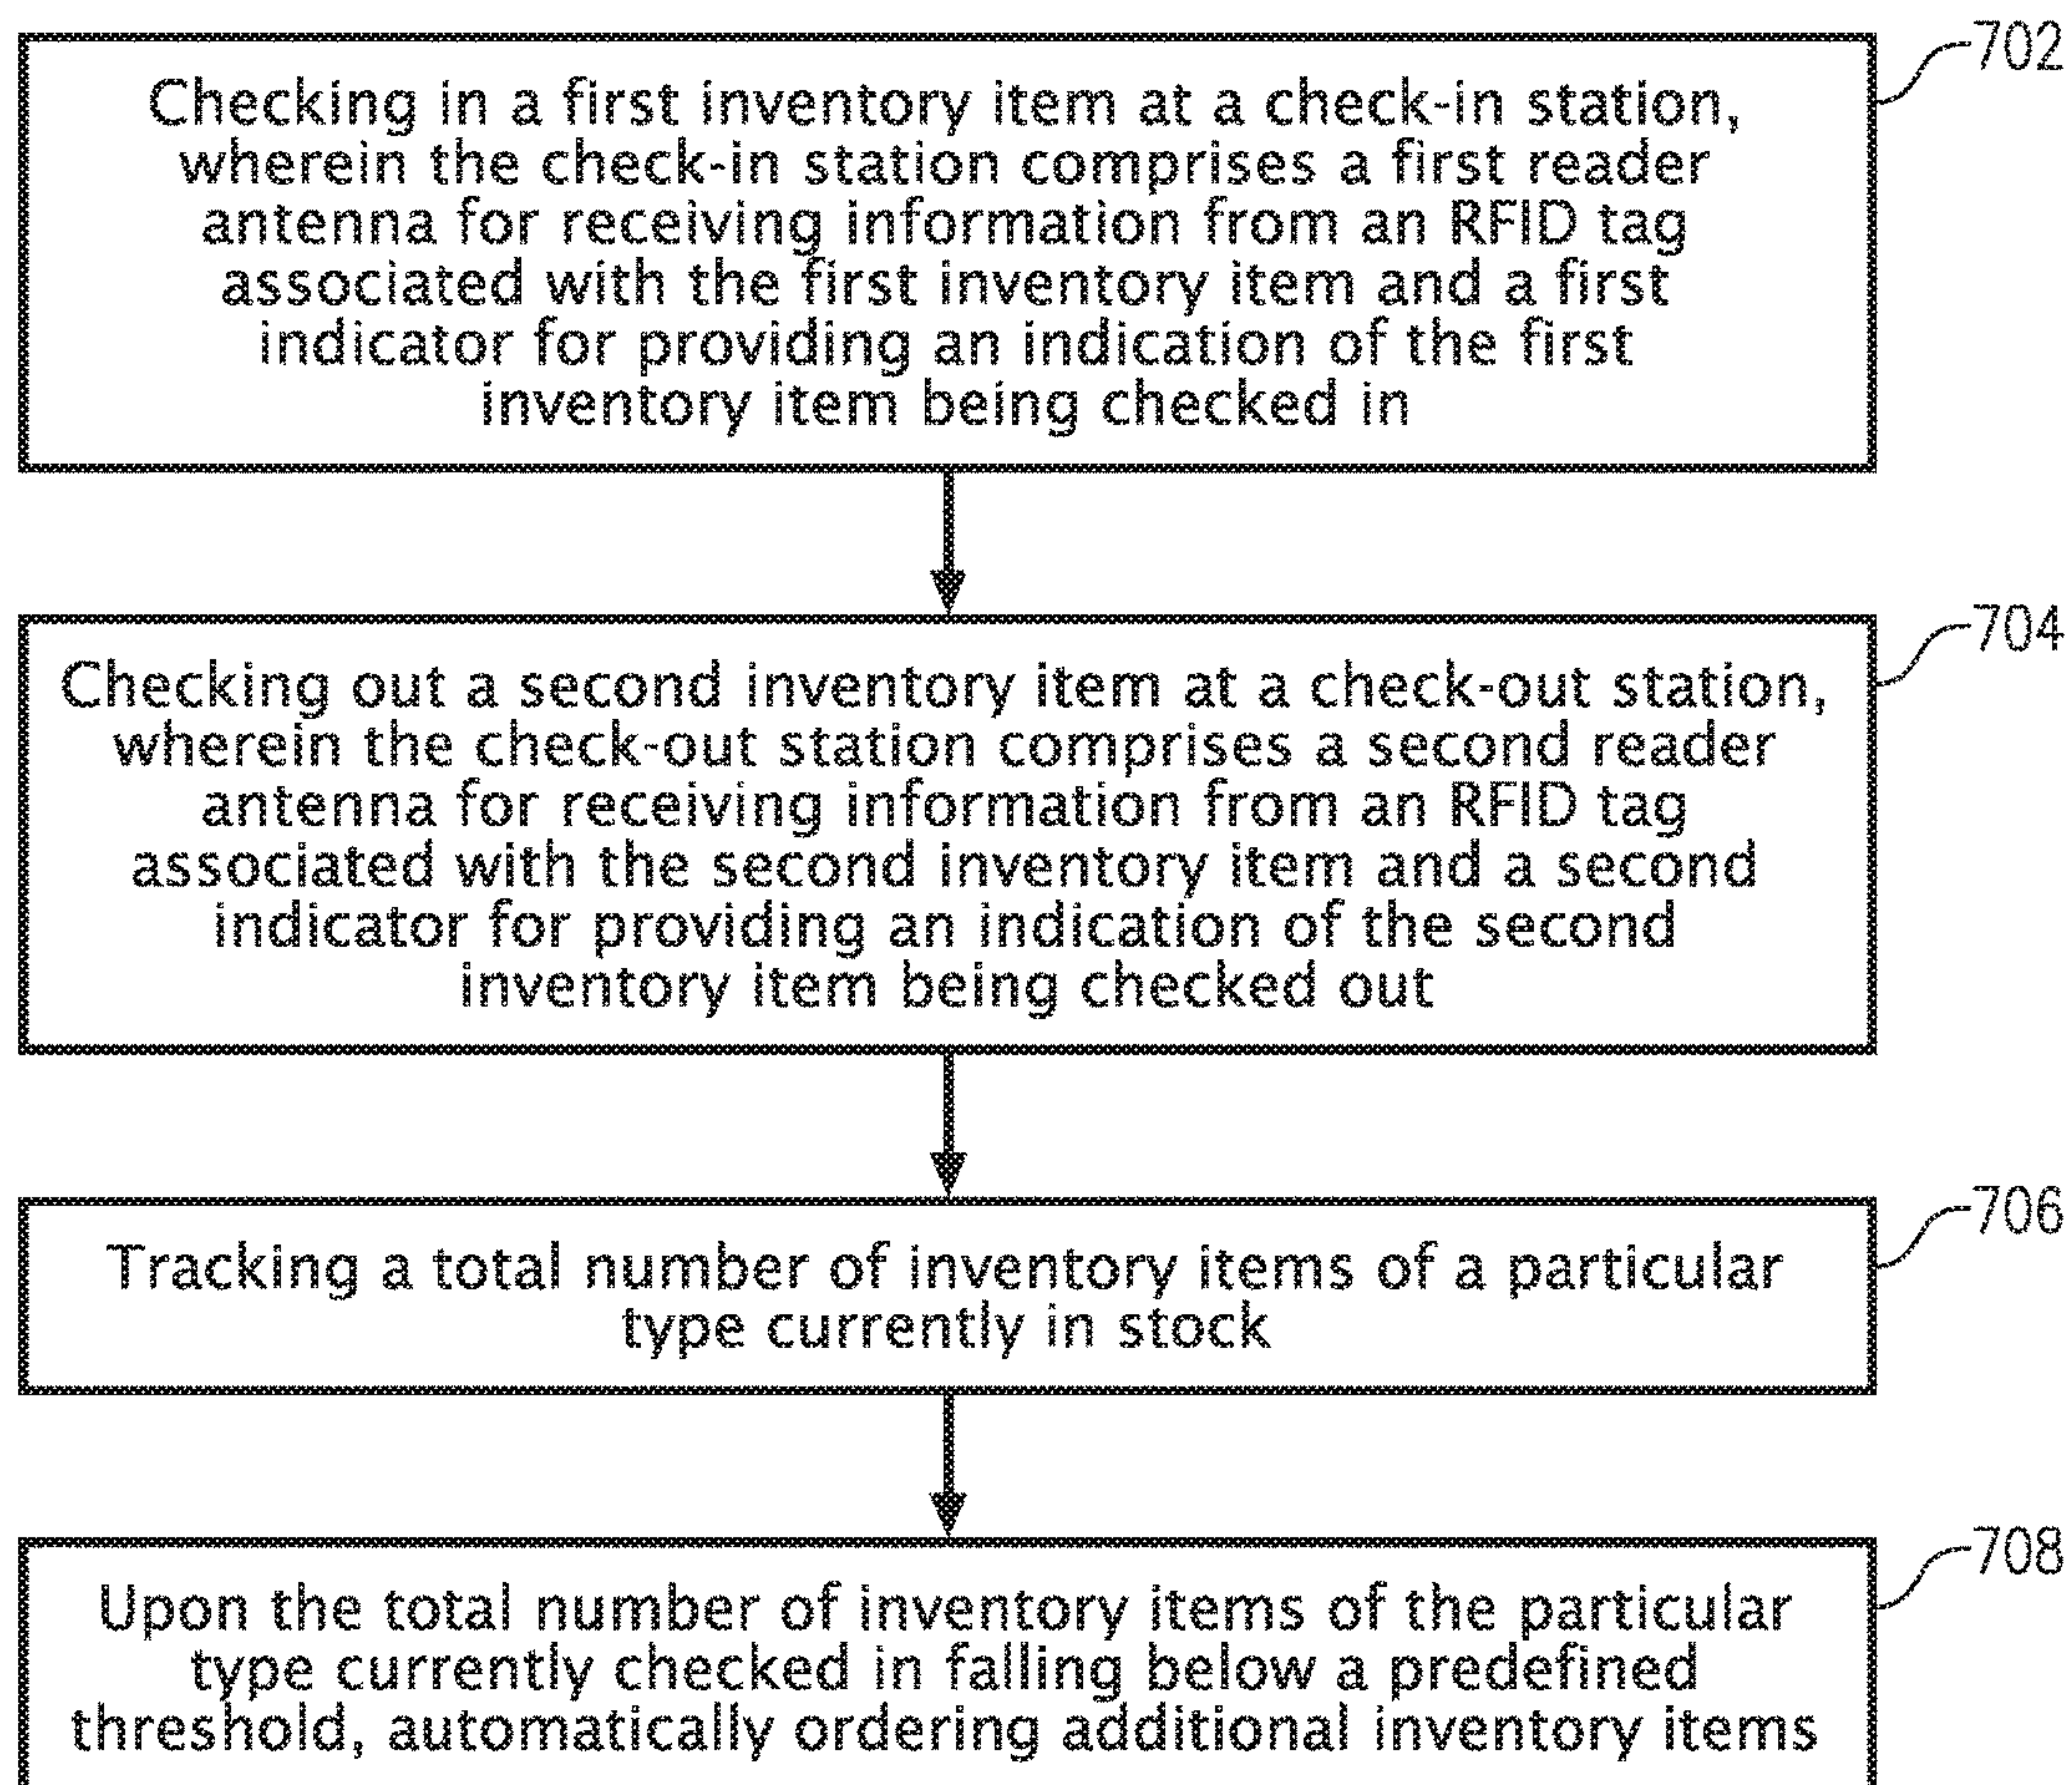 702
Checking in a first inventory item at a check-in station,
wherein the check-in station comprises a first reader
antenna for receiving information from an RFID tag
associated with the first inventory item and a first
indicator for providing an indication of the first
inventory item being checked in
704
Checking out a second inventory item at a check-out station,
wherein the check-out station comprises a second reader
antenna for receiving information from an RFID tag
associated with the second inventory item and a second
indicator for providing an indication of the second
inventory item being checked out
706
Tracking a total number of inventory items of a particular
type currently in stock
708
Upon the total number of inventory items of the particular
type currently checked in falling below a predefined
threshold, automatically ordering additional inventory items